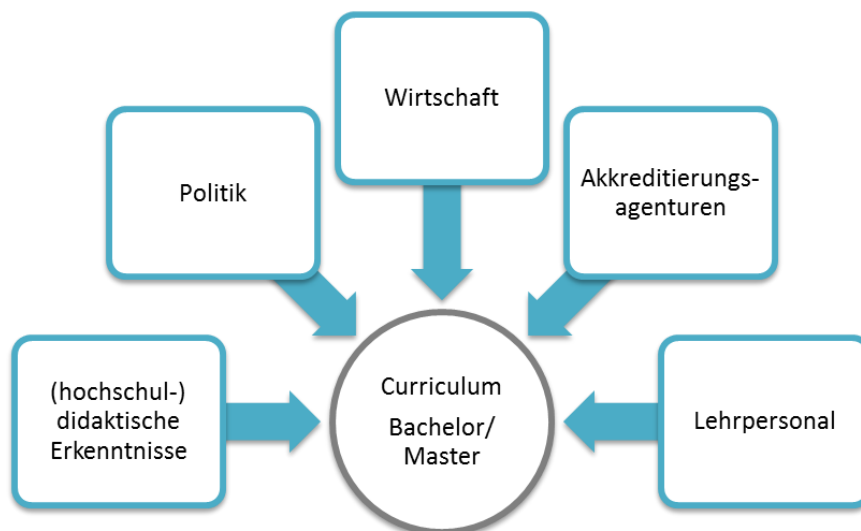 Wirtschaft
Politik
Akkreditierungs-
agenturen
(hochschul-)
didaktische
Erkenntnisse
Curriculum
Bachelor/
Master
Lehrpersonal